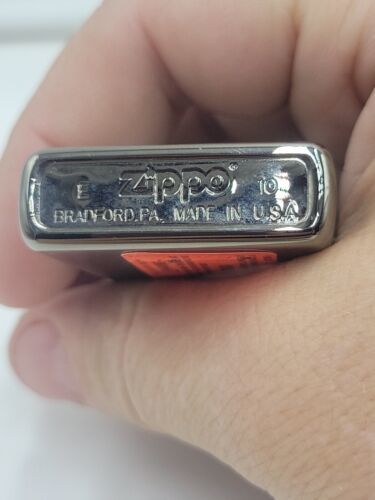 E Zippo® 10
BRADFORD, PA. MADE IN U.S.A